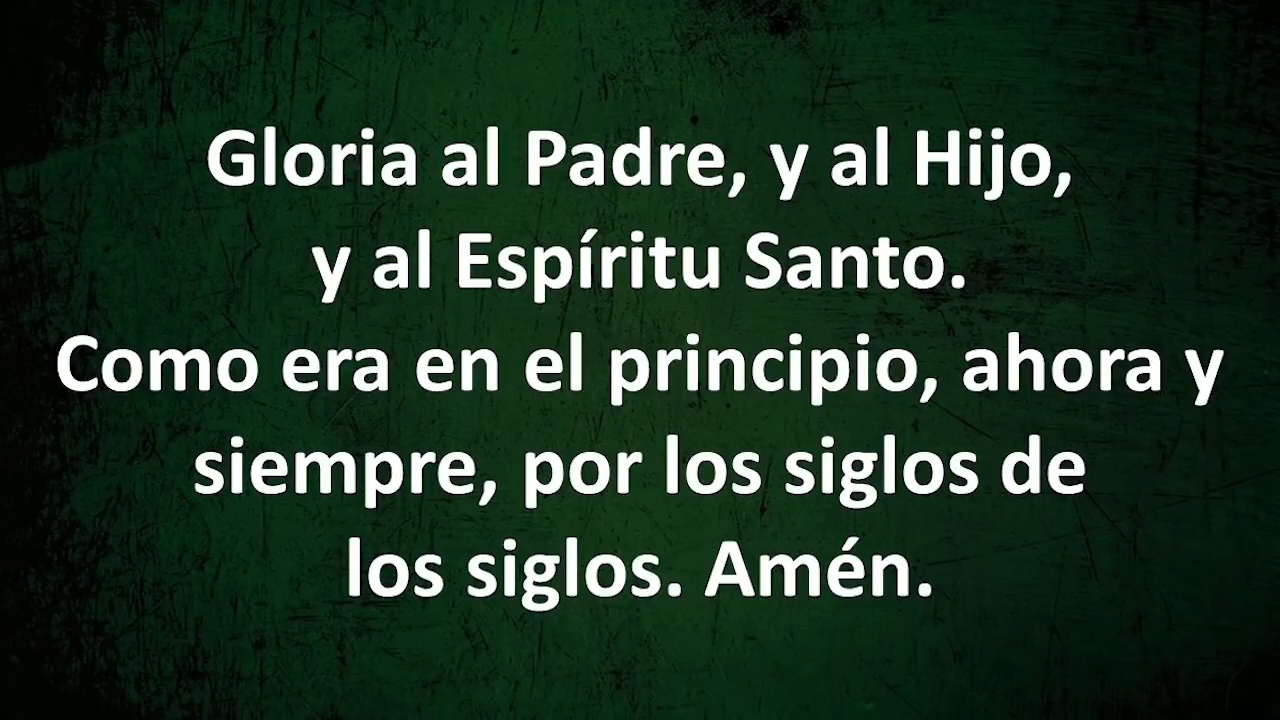 Gloria al Padre, y al Hijo,
y al Espíritu Santo.
Como era en el principio, ahora y
siempre, por los siglos de
los siglos. Amén.